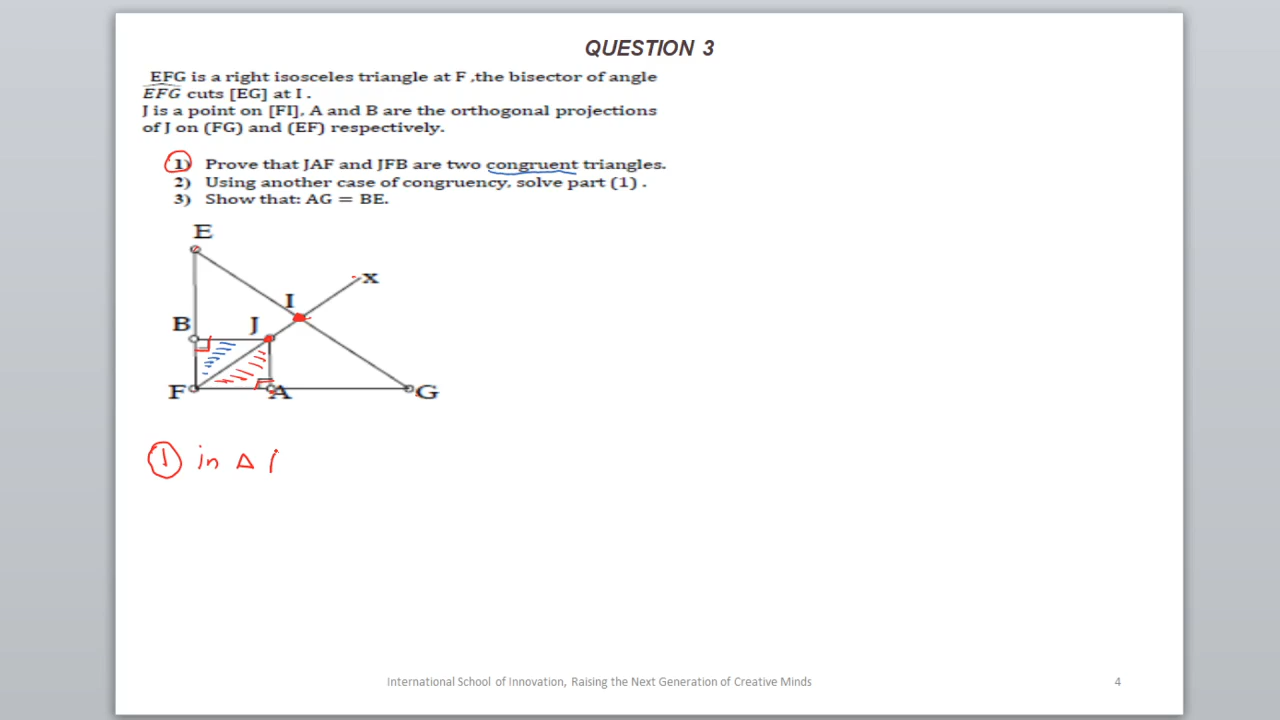 QUESTION 3
EFG is a right isosceles triangle at F ,the bisector of angle
EFG cuts [EG] at I .
J is a point on [FI], A and B are the orthogonal projections
of J on (FG) and (EF) respectively.
1) Prove that JAF and JFB are two congruent triangles.
2) Using another case of congruency, solve part (1) .
3) Show that: AG = BE.
E
x
I
B
J
F
A
G
1 in Δ
International School of Innovation, Raising the Next Generation of Creative Minds
4